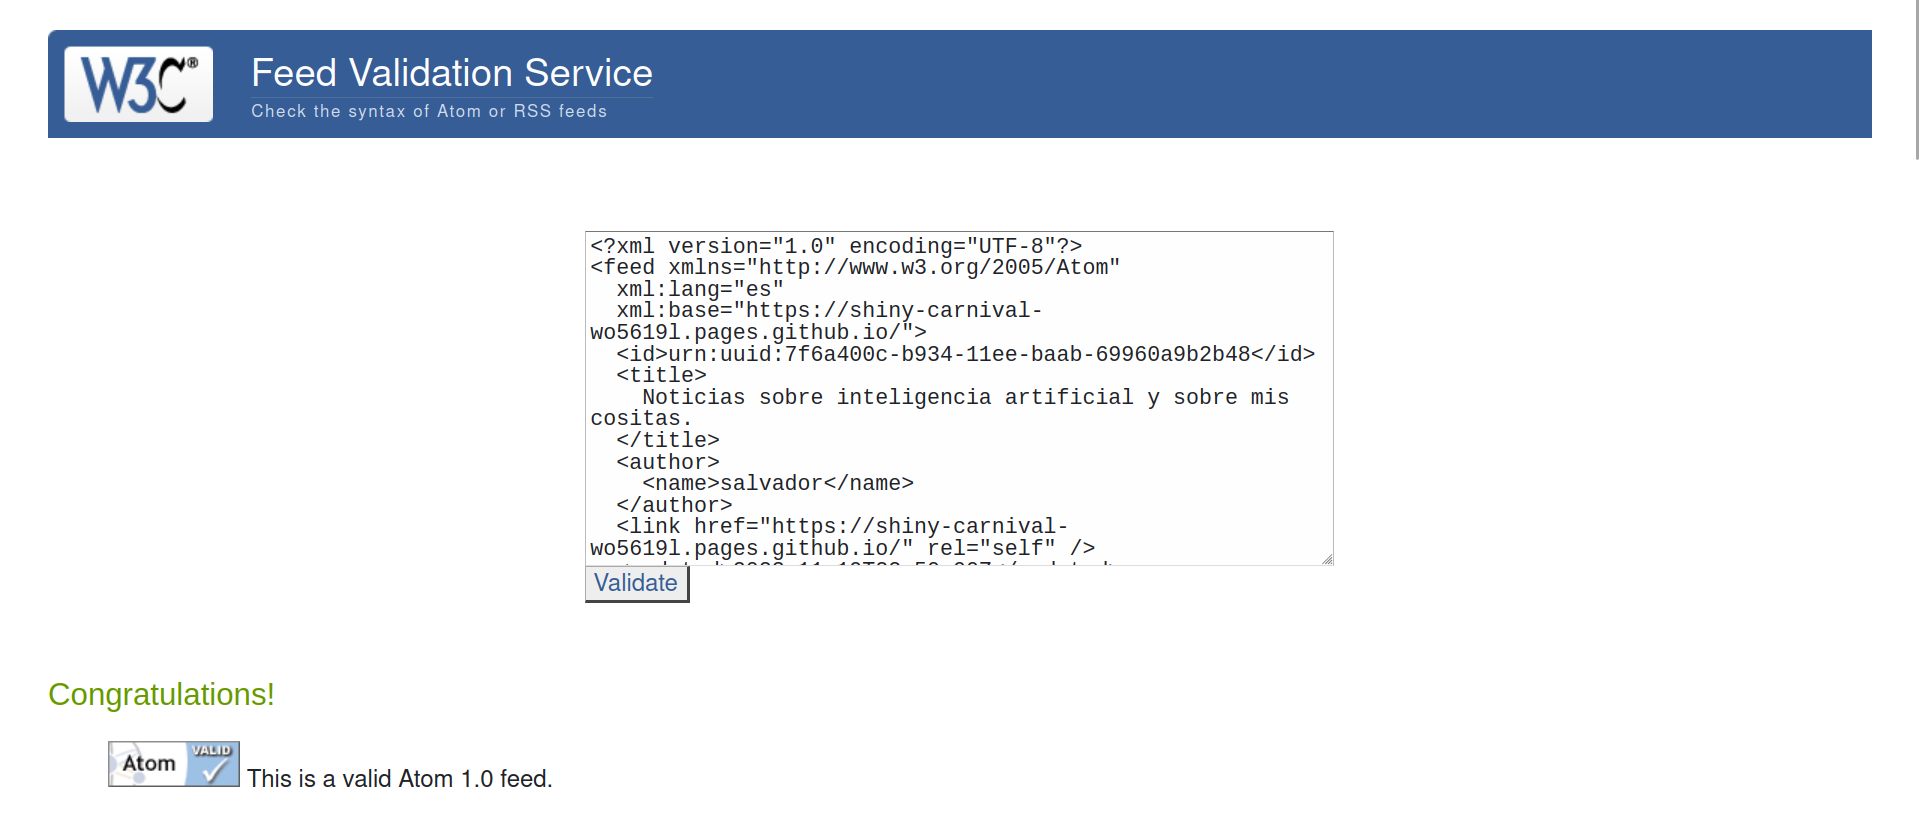 W3C®
Feed Validation Service
Check the syntax of Atom or RSS feeds
<?xml version="1.0" encoding="UTF-8"?>
<feed xmlns="http://www.w3.org/2005/Atom"
  xml:lang="es"
  xml:base="https://shiny-carnival-
wo5619l.pages.github.io/">
  <id>urn:uuid:7f6a400c-b934-11ee-baab-69960a9b2b48</id>
  <title>
    Noticias sobre inteligencia artificial y sobre mis
cositas.
  </title>
  <author>
    <name>salvador</name>
  </author>
  <link href="https://shiny-carnival-
wo5619l.pages.github.io/" rel="self" />
Validate
Congratulations!
Atom VALID
This is a valid Atom 1.0 feed.